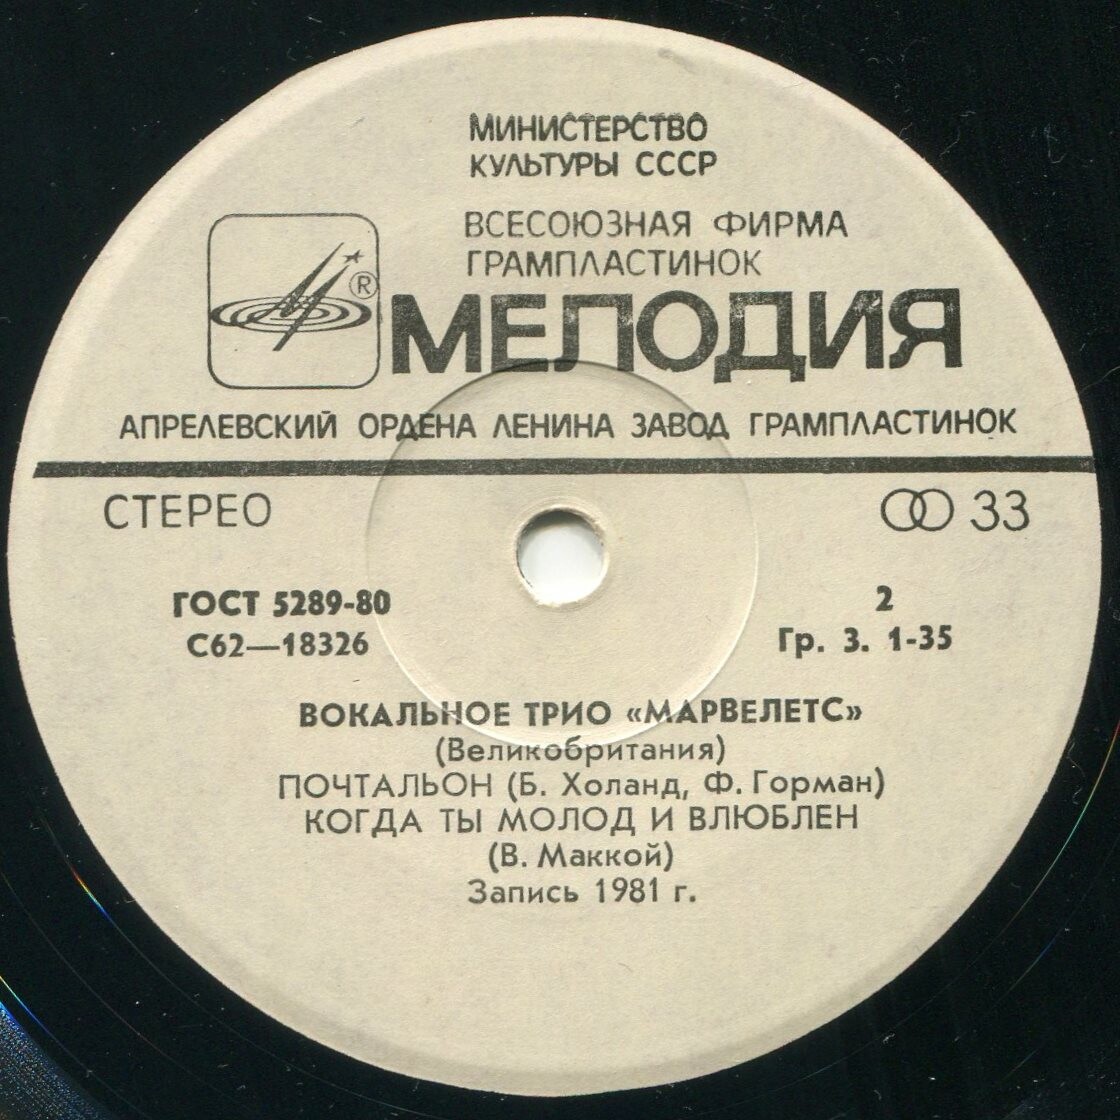 МИНИСТЕРСТВО
КУЛЬТУРЫ СССР
ВСЕСОЮЗНАЯ ФИРМА
ГРАМПЛАСТИНОК
®
МЕЛОДИЯ
АПРЕЛЕВСКИЙ ОРДЕНА ЛЕНИНА ЗАВОД ГРАМПЛАСТИНОК
СТЕРЕО 33
ГОСТ 5289-80 2
С62—18326 Гр. 3. 1-35
ВОКАЛЬНОЕ ТРИО «МАРВЕЛЕТС»
(Великобритания)
ПОЧТАЛЬОН (Б. Холанд, Ф. Горман)
КОГДА ТЫ МОЛОД И ВЛЮБЛЕН
(В. Маккой)
Запись 1981 г.